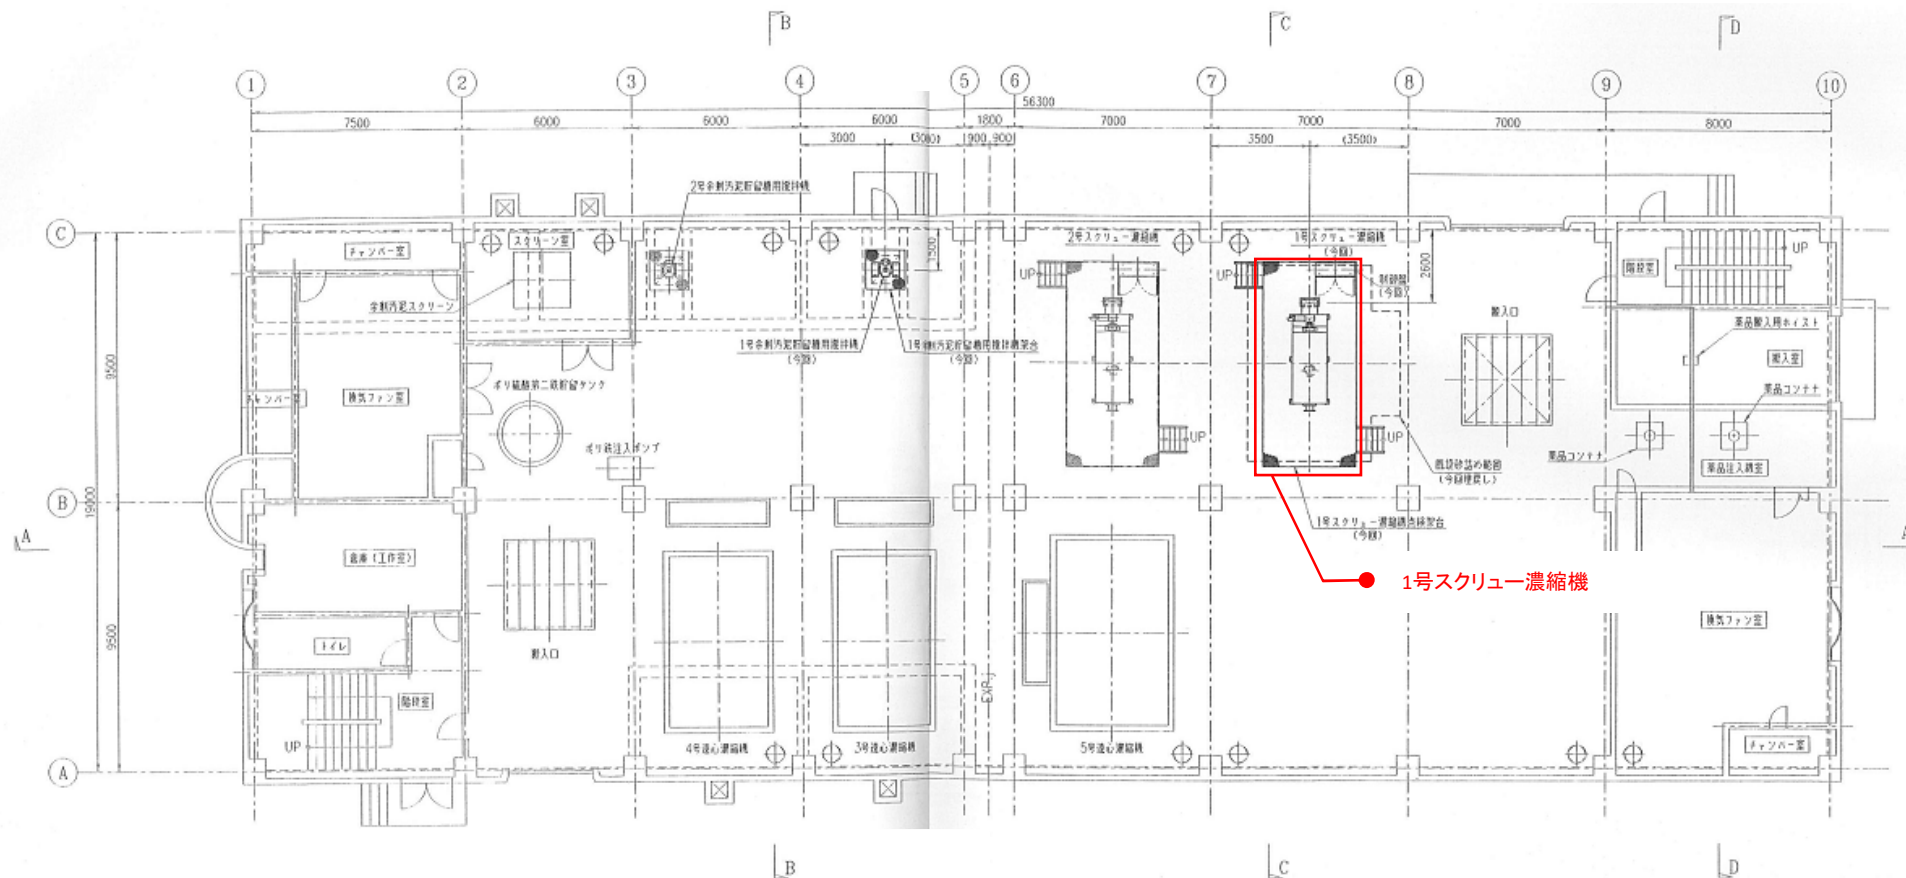 B
C
D
1
2
3
4
5
6
7
8
9
10
56300
7500
6000
6000
6000
1800
7000
7000
7000
8000
3000
(3000)
900
900
3500
(3500)
2号余剰汚泥貯留槽用撹拌機
C
チャンバー室
スクリーン室
1500
2号スクリュー濃縮機
1号スクリュー濃縮機
(今回)
2600
UP
UP
UP
階段室
制御盤
(今回)
余剰汚泥スクリーン
搬入口
薬品搬入用ホイスト
1号余剰汚泥貯留槽用撹拌機
(今回)
1号余剰汚泥貯留槽用撹拌機架台
(今回)
搬入室
9500
ポリ硫酸第二鉄貯留タンク
薬品コンテナ
チャンバー室
換気ファン室
UP
UP
ポリ鉄注入ポンプ
薬品コンテナ
薬品注入機室
(今回埋戻し)
B
19000
1号スクリュー濃縮機点検架台
(今回)
A
A
倉庫(工作室)
1号スクリュー濃縮機
9500
トイレ
搬入口
換気ファン室
EXP.J
階段室
UP
4号遠心濃縮機
3号遠心濃縮機
5号遠心濃縮機
チャンバー室
A
B
C
D